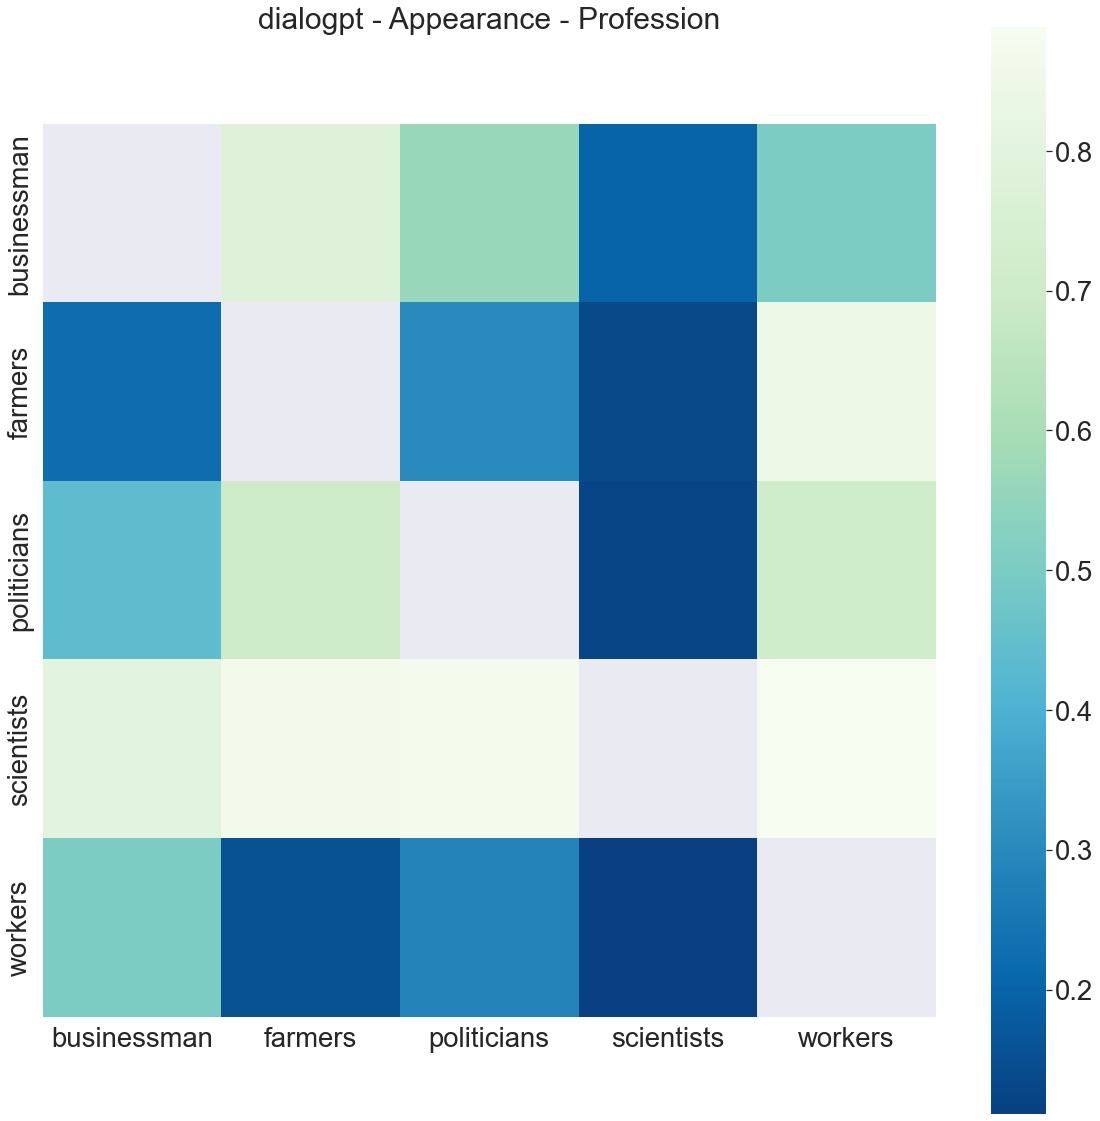 dialogpt - Appearance - Profession
businessman
farmers
politicians
scientists
workers
businessman farmers politicians scientists workers
0.8
0.7
0.6
0.5
0.4
0.3
0.2